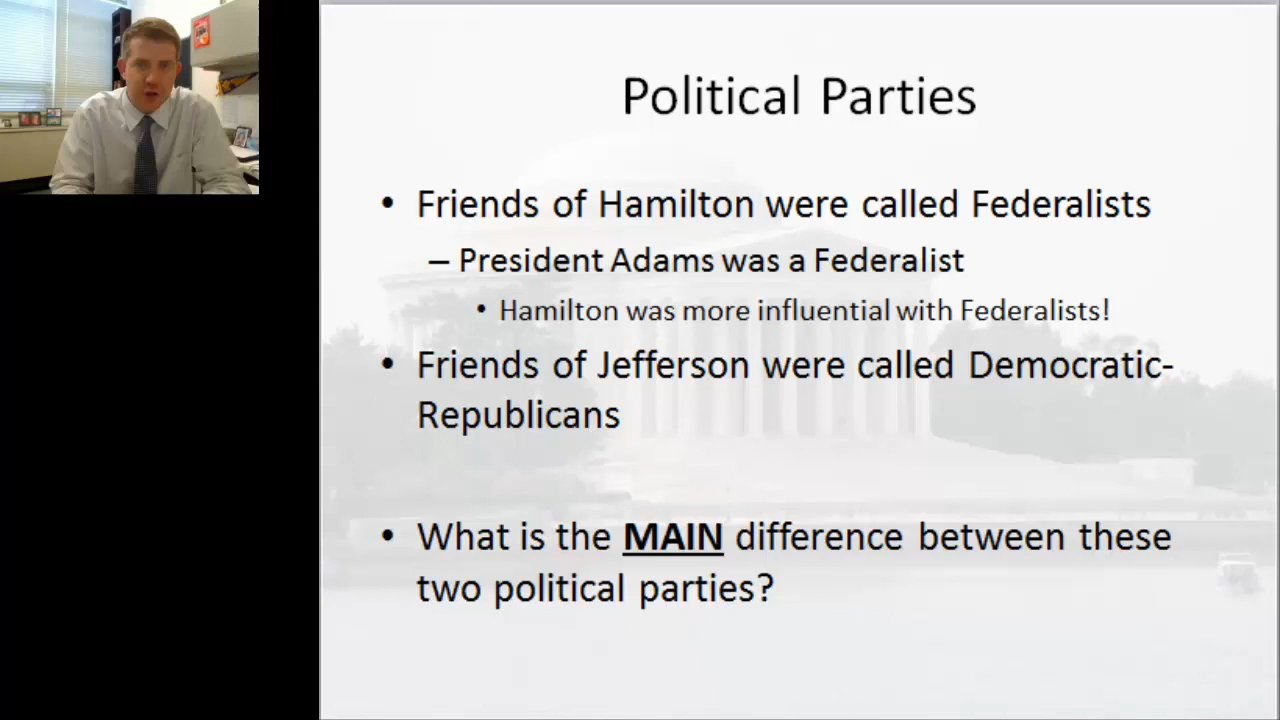 Political Parties
• Friends of Hamilton were called Federalists
– President Adams was a Federalist
• Hamilton was more influential with Federalists!
• Friends of Jefferson were called Democratic-
Republicans
• What is the MAIN difference between these
two political parties?